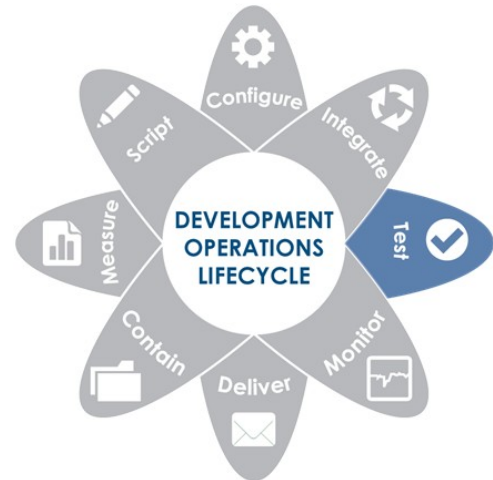 Configure
Integrate
Test
Monitor
Deliver
Contain
Measure
Script
DEVELOPMENT
OPERATIONS
LIFECYCLE